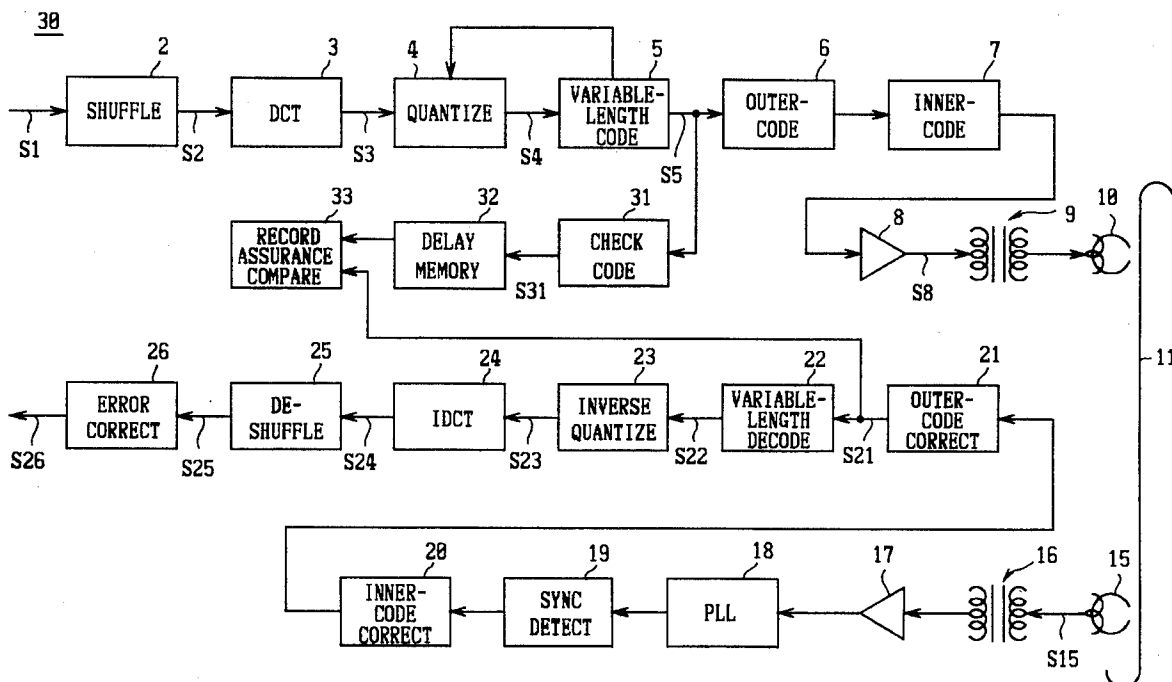 30
2
3
4
5
6
7
SHUFFLE
DCT
QUANTIZE
VARIABLE-
LENGTH
CODE
OUTER-
CODE
INNER-
CODE
S1
S2
S3
S4
S5
33
32
31
RECORD
ASSURANCE
COMPARE
DELAY
MEMORY
CHECK
CODE
S31
8
S8
9
10
11
26
25
24
23
22
21
ERROR
CORRECT
DE-
SHUFFLE
IDCT
INVERSE
QUANTIZE
VARIABLE-
LENGTH
DECODE
OUTER-
CODE
CORRECT
S26
S25
S24
S23
S22
S21
20
19
18
17
16
15
INNER-
CODE
CORRECT
SYNC
DETECT
PLL
S15